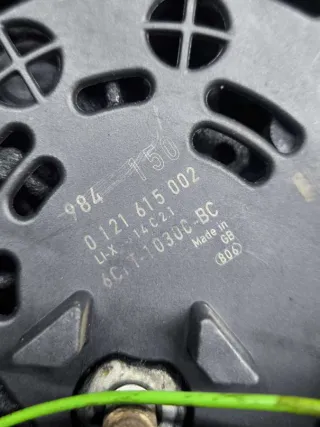 984 150
0 121 615 002
LI-X 14C21
6C1T-10300-BC
Made in
GB
(806)